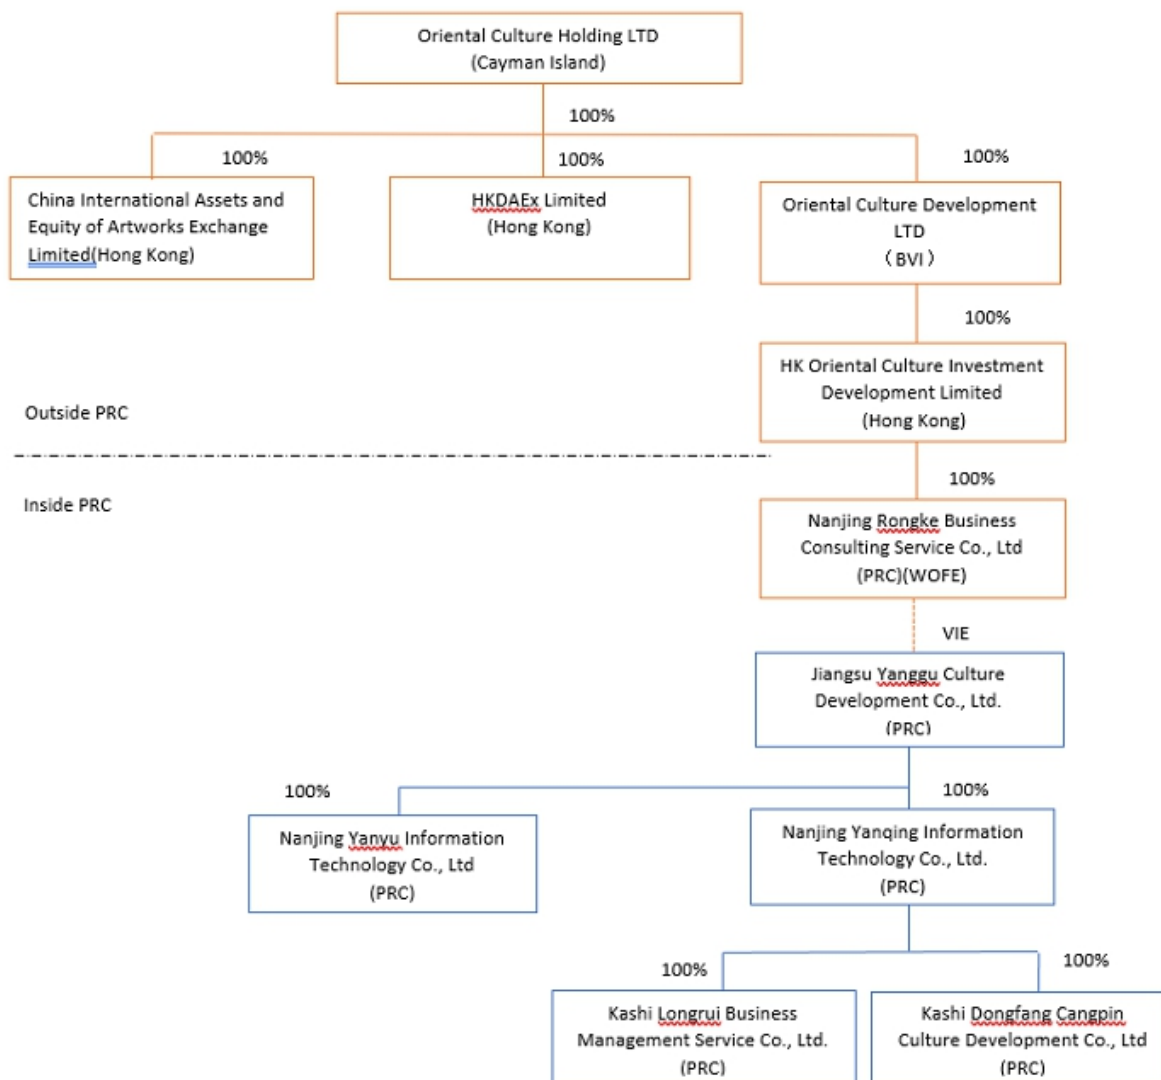 Oriental Culture Holding LTD
(Cayman Island)
100%
100%
100%
100%
China International Assets and
Equity of Artworks Exchange
Limited(Hong Kong)
HKDAEx Limited
(Hong Kong)
Oriental Culture Development
LTD
（BVI）
100%
HK Oriental Culture Investment
Development Limited
(Hong Kong)
Outside PRC
100%
Inside PRC
Nanjing Rongke Business
Consulting Service Co., Ltd
(PRC)(WOFE)
VIE
Jiangsu Yanggu Culture
Development Co., Ltd.
(PRC)
100%
100%
Nanjing Yanyu Information
Technology Co., Ltd
(PRC)
Nanjing Yanqing Information
Technology Co., Ltd.
(PRC)
100%
100%
Kashi Longrui Business
Management Service Co., Ltd.
(PRC)
Kashi Dongfang Cangpin
Culture Development Co., Ltd
(PRC)